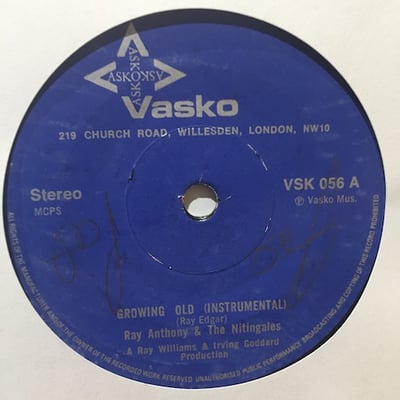 ASKOKSA
Vasko
219 CHURCH ROAD, WILLESDEN, LONDON, NW10
Stereo
MCPS
VSK 056 A
℗ Vasko Mus.
GROWING OLD (INSTRUMENTAL)
(Ray Edgar)
Ray Anthony & The Nitingales
A Ray Williams & Irving Goddard
Production
ALL RIGHTS OF THE MANUFACTURER AND/OF THE OWNER OF THE RECORDED WORK RESERVED UNAUTHORISED PUBLIC PERFORMANCE BROADCASTING AND COPYING OF THIS RECORD PROHIBITED